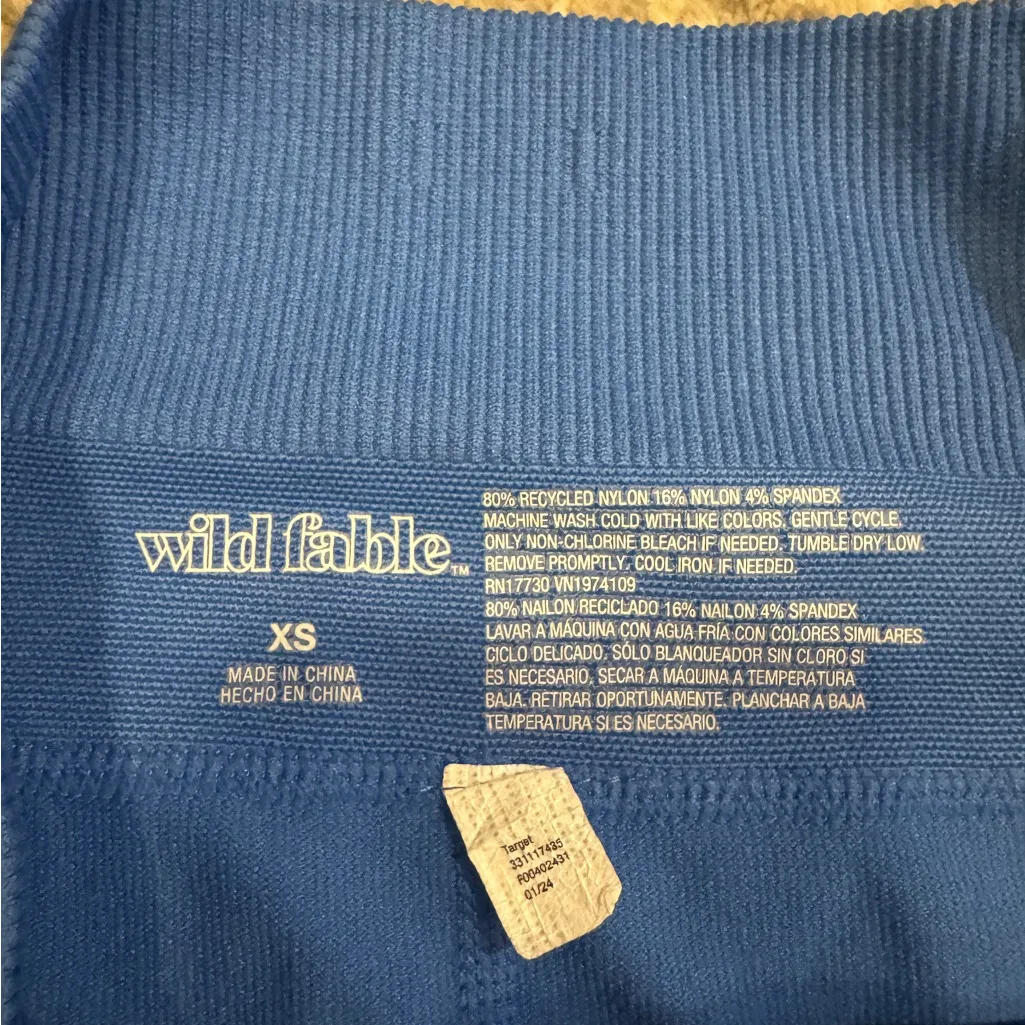 wild fable™
XS
MADE IN CHINA
HECHO EN CHINA
80% RECYCLED NYLON 16% NYLON 4% SPANDEX
MACHINE WASH COLD WITH LIKE COLORS. GENTLE CYCLE.
ONLY NON-CHLORINE BLEACH IF NEEDED. TUMBLE DRY LOW.
REMOVE PROMPTLY. COOL IRON IF NEEDED.
RN17730 VN1974109
80% NAILON RECICLADO 16% NAILON 4% SPANDEX
LAVAR A MÁQUINA CON AGUA FRÍA CON COLORES SIMILARES.
CICLO DELICADO. SÓLO BLANQUEADOR SIN CLORO SI
ES NECESARIO. SECAR A MÁQUINA A TEMPERATURA
BAJA. RETIRAR OPORTUNAMENTE. PLANCHAR A BAJA
TEMPERATURA SI ES NECESARIO.
Target
331117435
F00402431
01/24